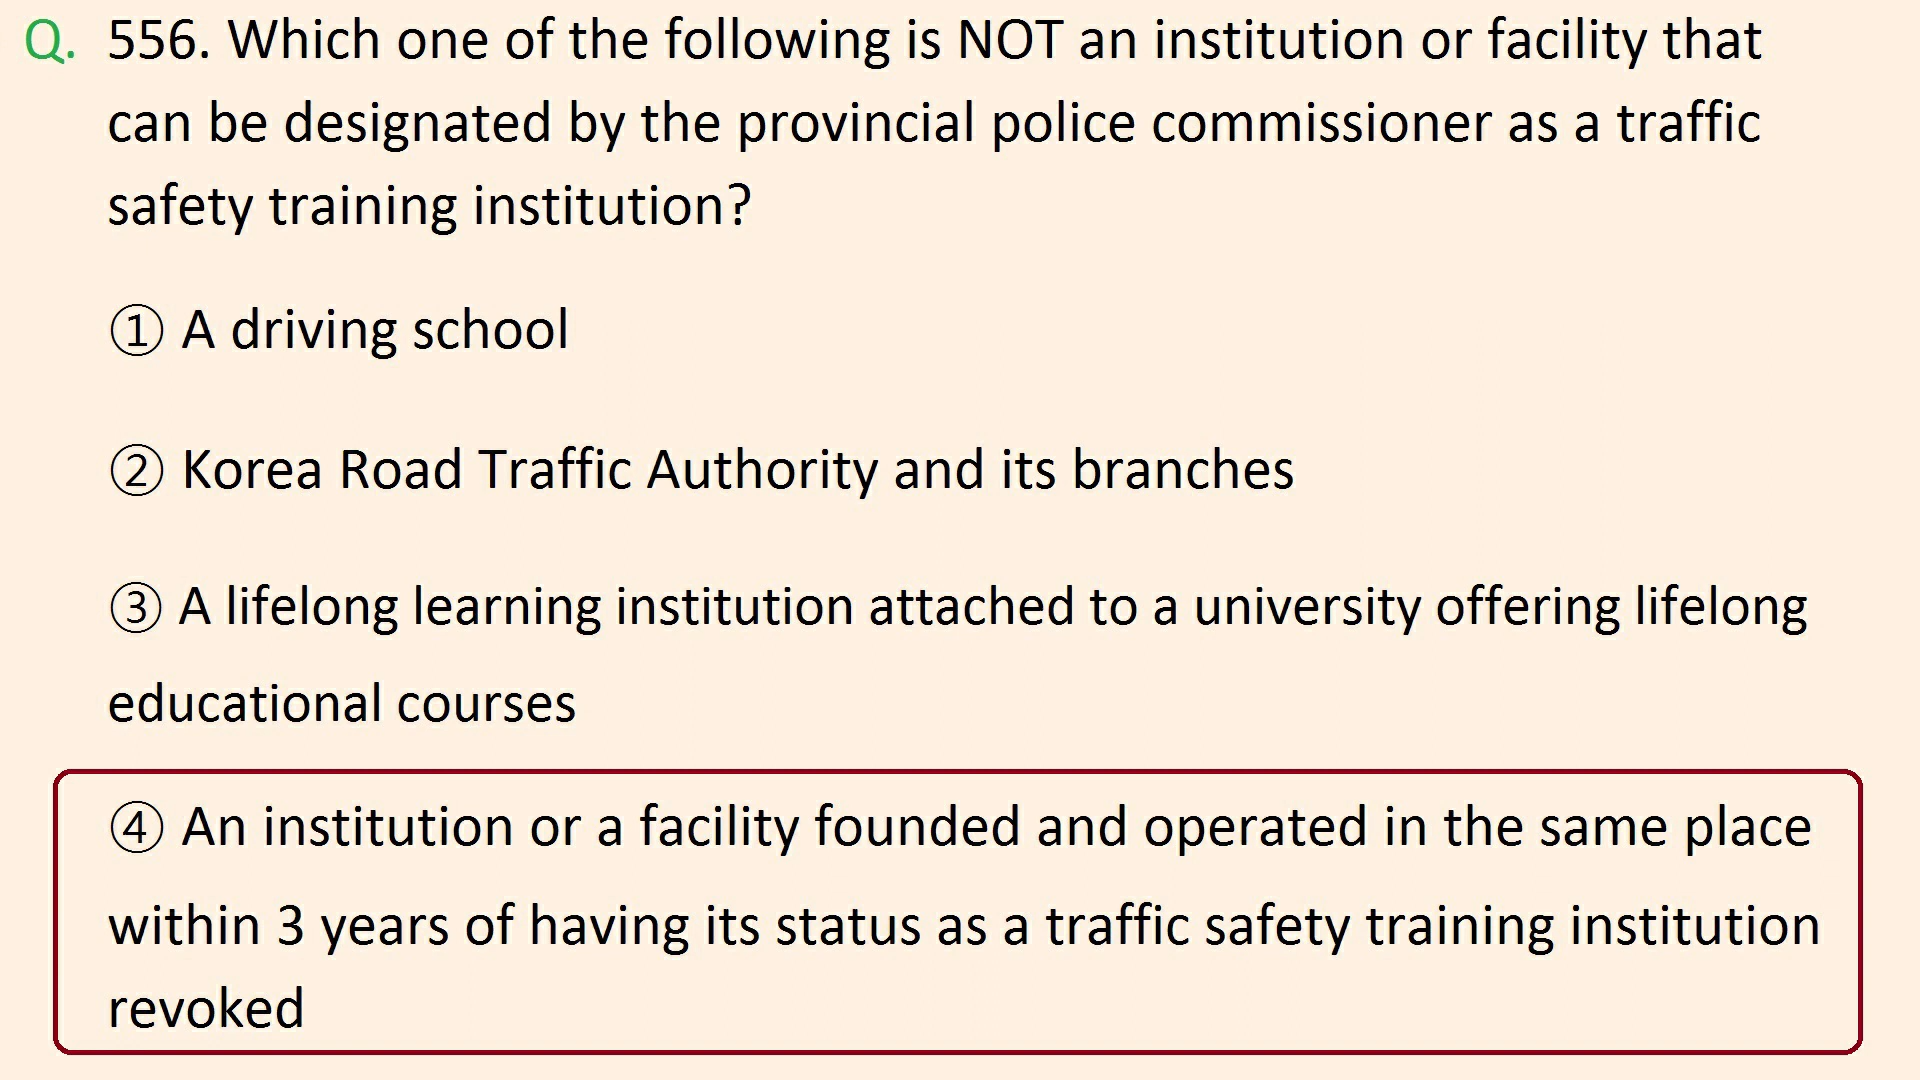 Q. 556. Which one of the following is NOT an institution or facility that
can be designated by the provincial police commissioner as a traffic
safety training institution?
① A driving school
② Korea Road Traffic Authority and its branches
③ A lifelong learning institution attached to a university offering lifelong
educational courses
④ An institution or a facility founded and operated in the same place
within 3 years of having its status as a traffic safety training institution
revoked